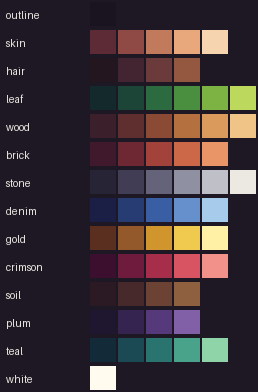 outline
skin
hair
leaf
wood
brick
stone
denim
gold
crimson
soil
plum
teal
white